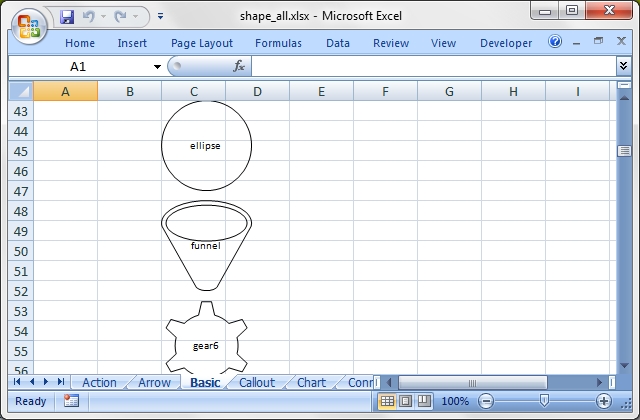 shape_all.xlsx - Microsoft Excel
Home Insert Page Layout Formulas Data Review View Developer
A1 fx
A B C D E F G H I
43
44
45 ellipse
46
47
48
49
50 funnel
51
52
53
54
55 gear6
56
Action Arrow Basic Callout Chart Conn
Ready 100%